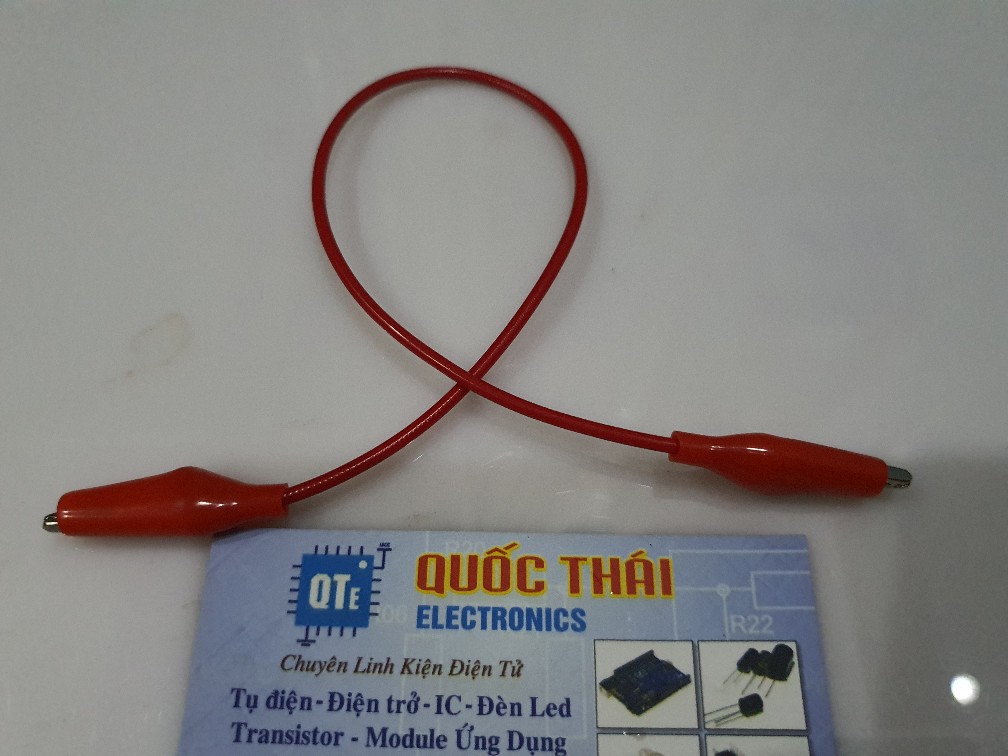 QUỐC THÁI
QTE
ELECTRONICS
R20
R22
Chuyên Linh Kiện Điện Tử
Tụ điện - Điện trở - IC - Đèn Led
Transistor - Module Ứng Dụng